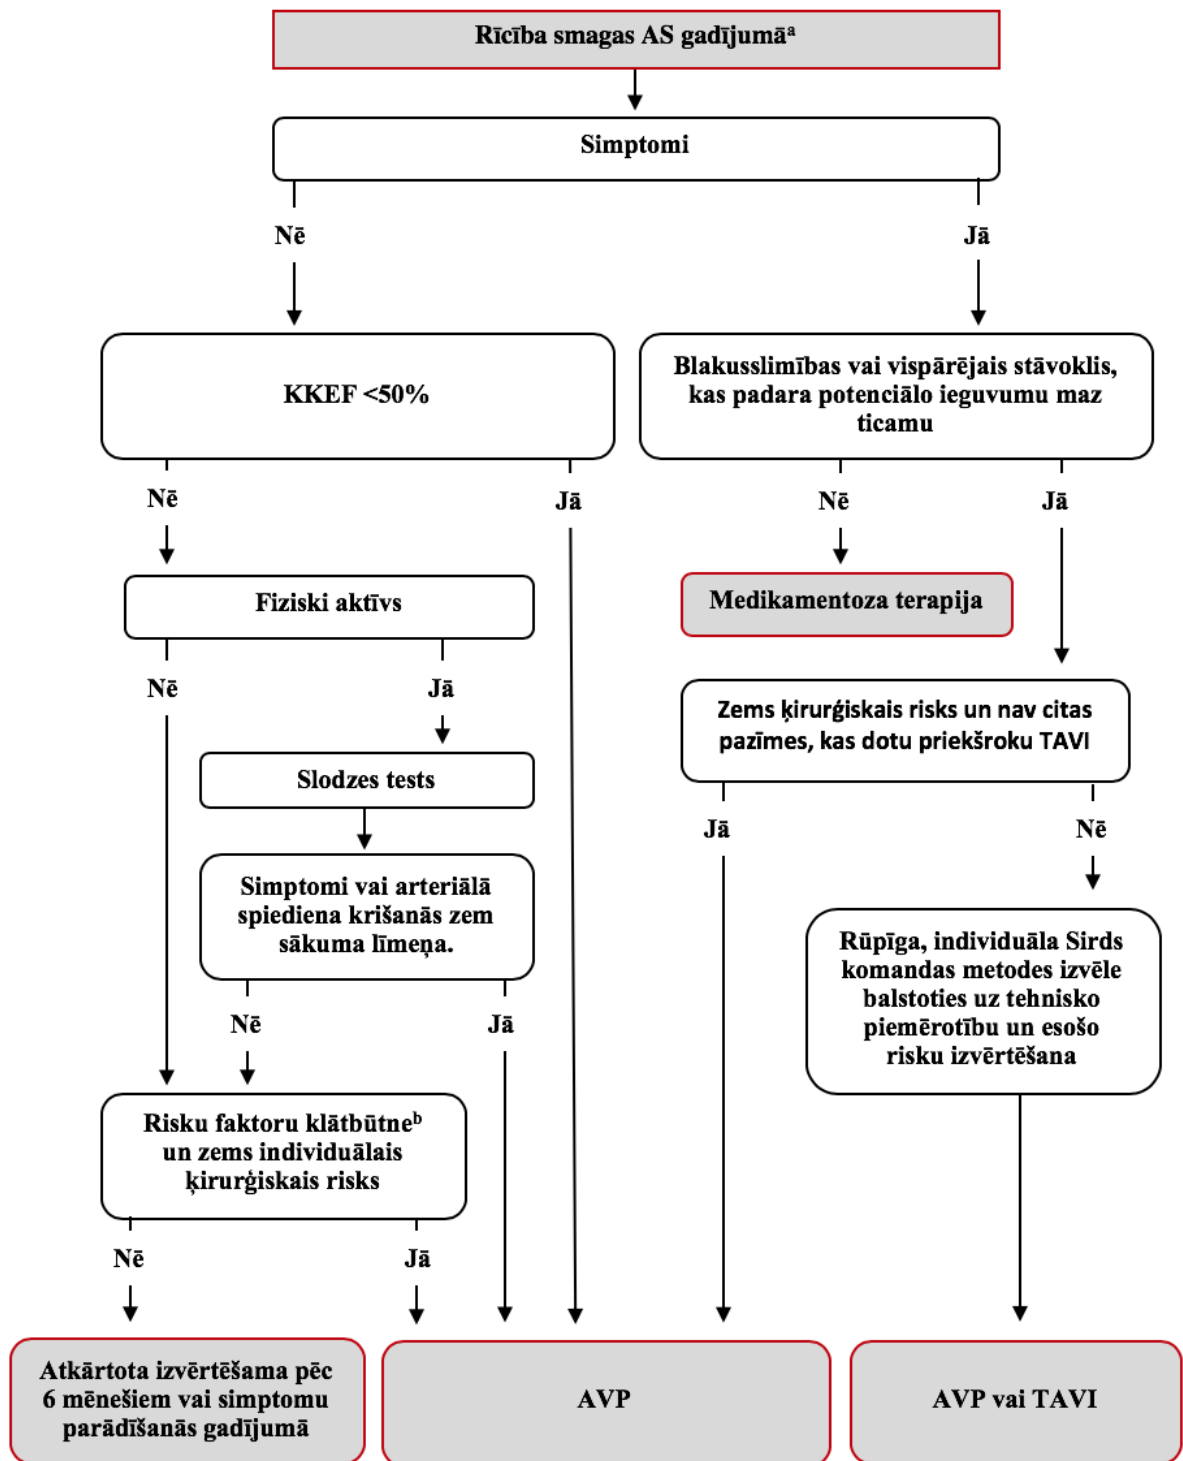 Rīcība smagas AS gadījumāᵃ
Simptomi
Nē
Jā
KKEF <50%
Blakusslimības vai vispārējais stāvoklis,
kas padara potenciālo ieguvumu maz
ticamu
Nē
Jā
Nē
Jā
Fiziski aktīvs
Medikamentoza terapija
Nē
Jā
Zems ķirurģiskais risks un nav citas
pazīmes, kas dotu priekšroku TAVI
Slodzes tests
Jā
Nē
Simptomi vai arteriālā
spiediena krišanās zem
sākuma līmeņa.
Rūpīga, individuāla Sirds
komandas metodes izvēle
balstoties uz tehnisko
piemērotību un esošo
risku izvērtēšana
Nē
Jā
Risku faktoru klātbūtneᵇ
un zems individuālais
ķirurģiskais risks
Nē
Jā
Atkārtota izvērtēšama pēc
6 mēnešiem vai simptomu
parādīšanās gadījumā
AVP
AVP vai TAVI